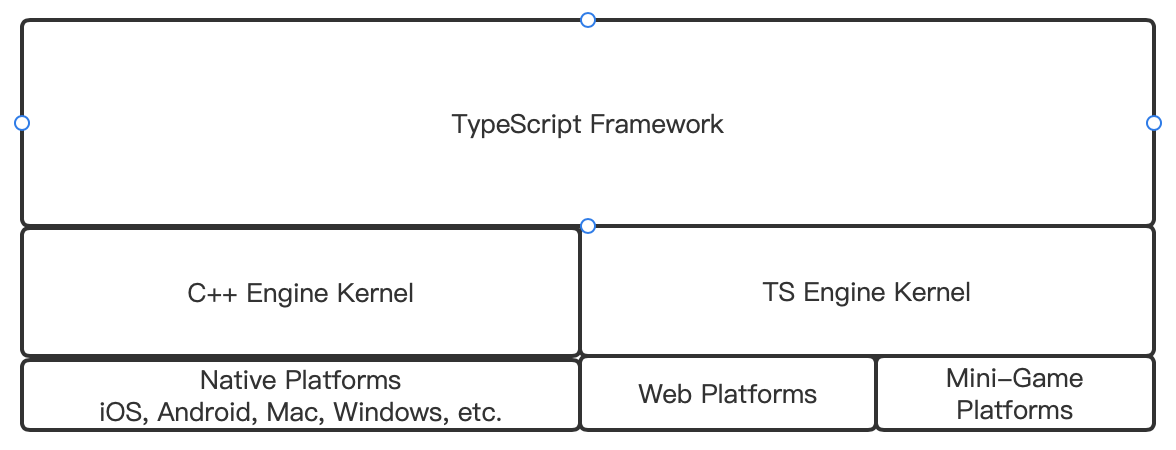 TypeScript Framework
C++ Engine Kernel
TS Engine Kernel
Native Platforms
iOS, Android, Mac, Windows, etc.
Web Platforms
Mini-Game
Platforms